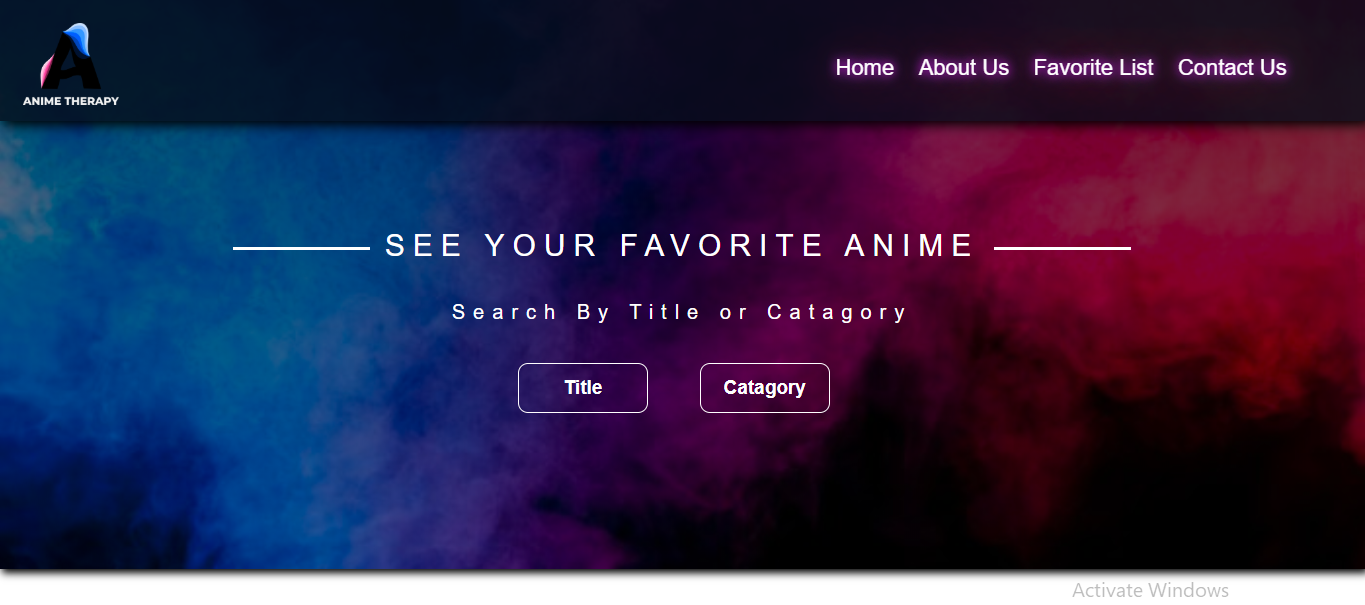 ANIME THERAPY
Home About Us Favorite List Contact Us
SEE YOUR FAVORITE ANIME
Search By Title or Catagory
Title Catagory
Activate Windows